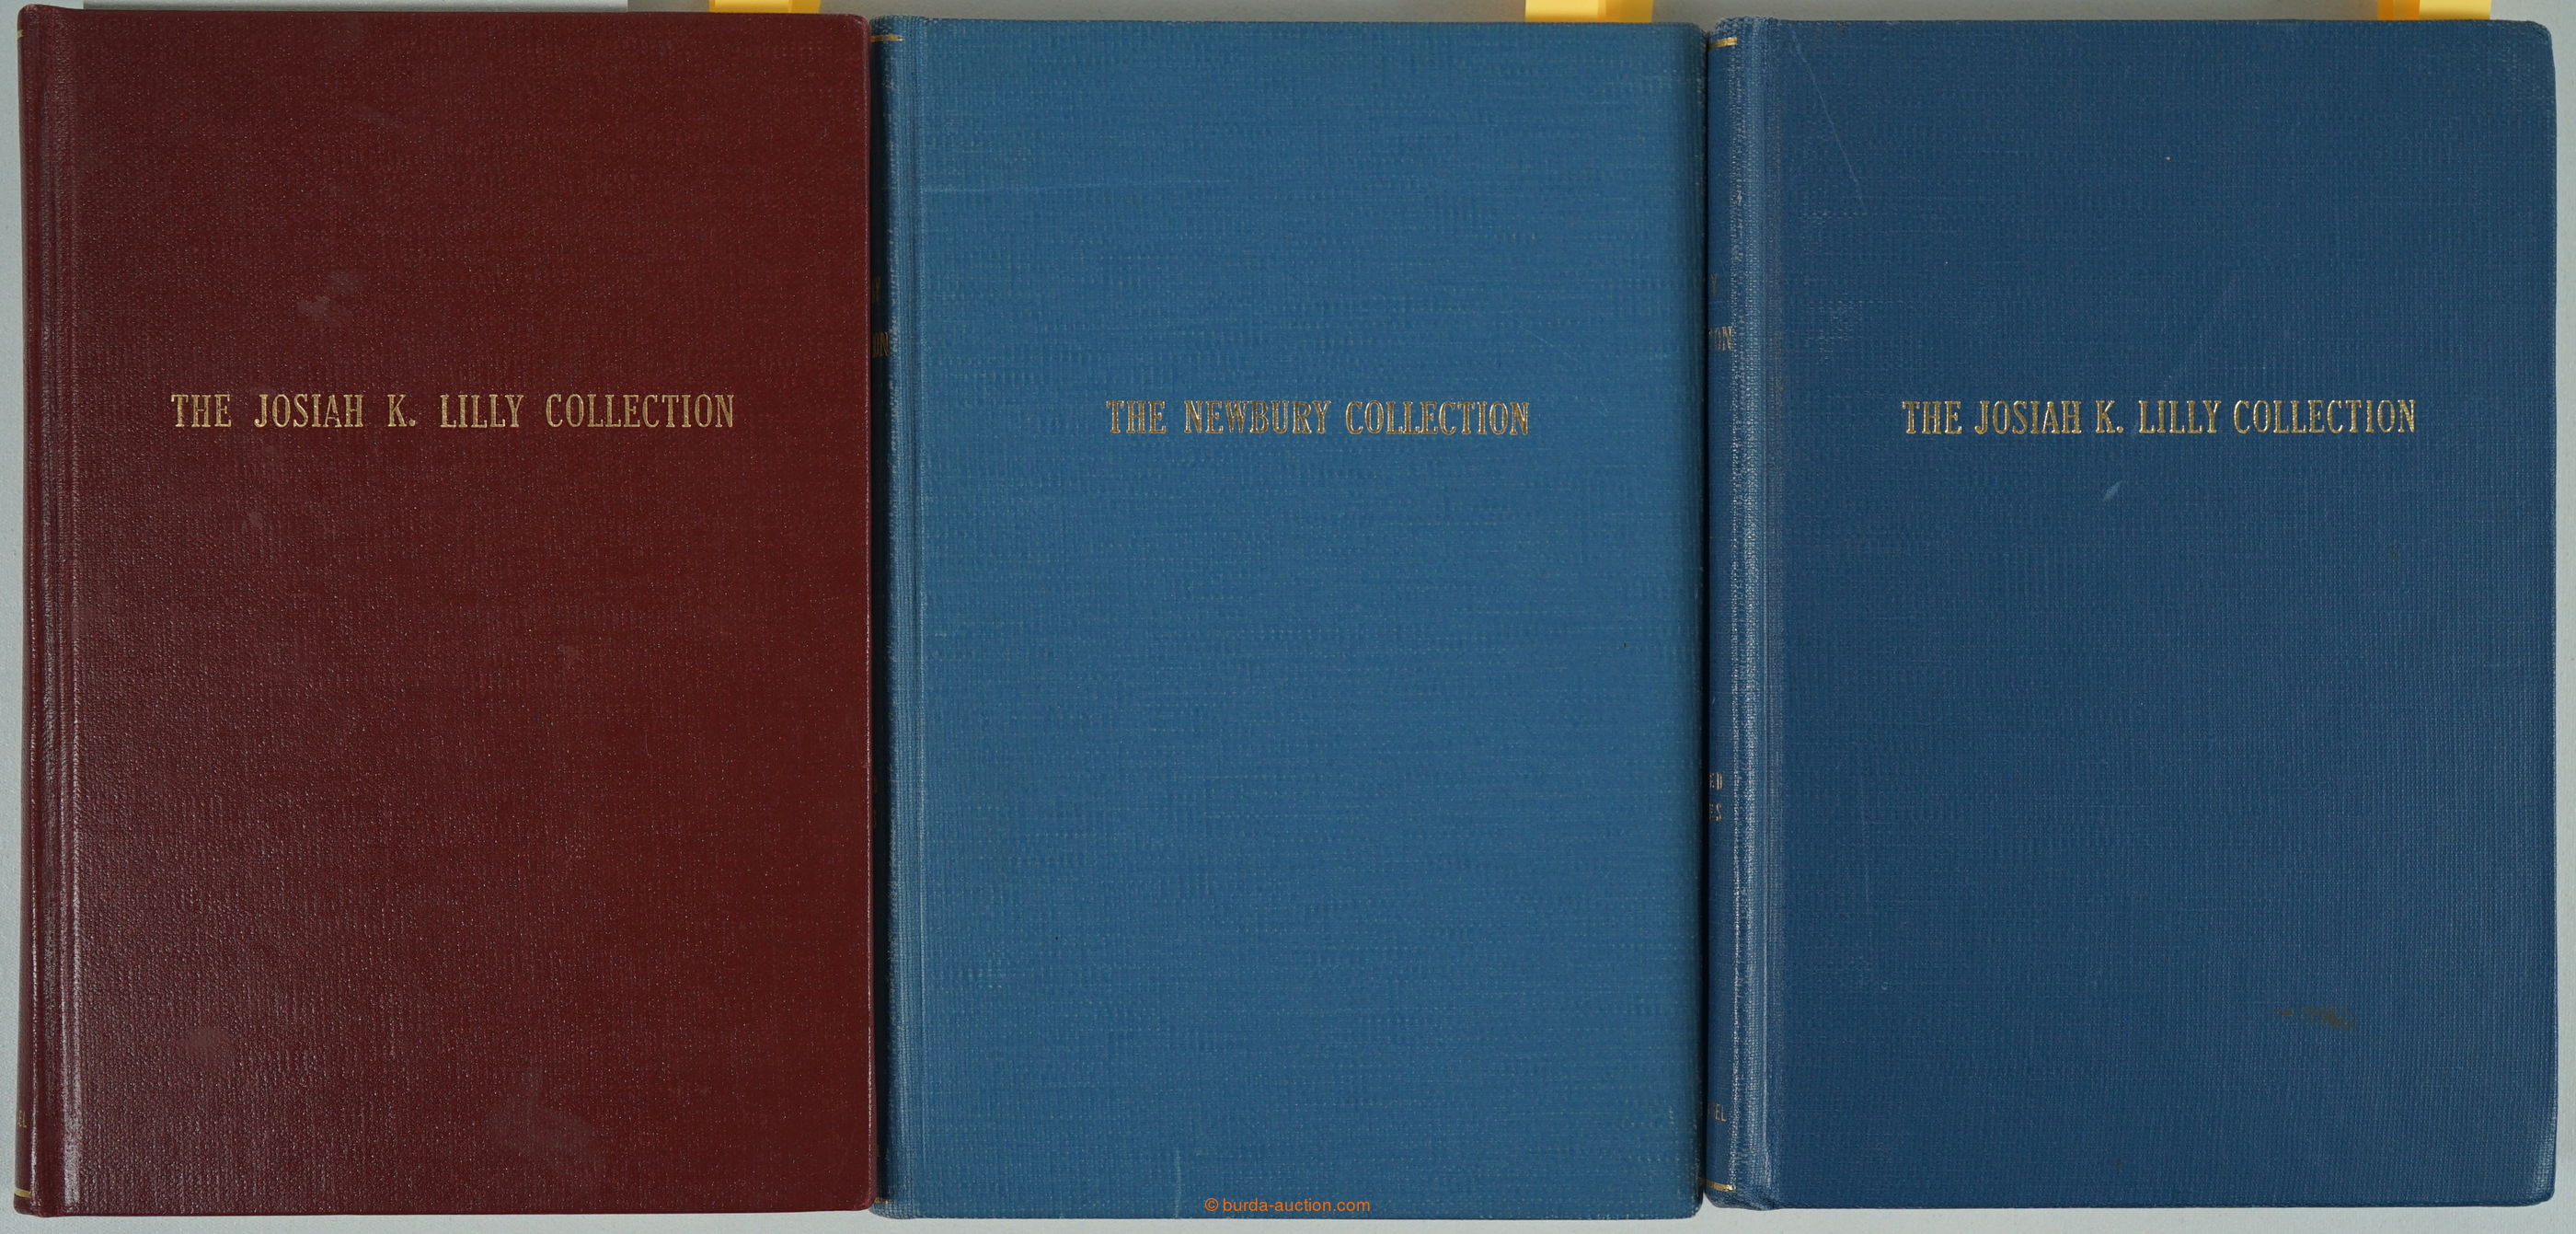 THE JOSIAH K. LILLY COLLECTION
THE NEWBURY COLLECTION
THE JOSIAH K. LILLY COLLECTION
© burda-auction.com